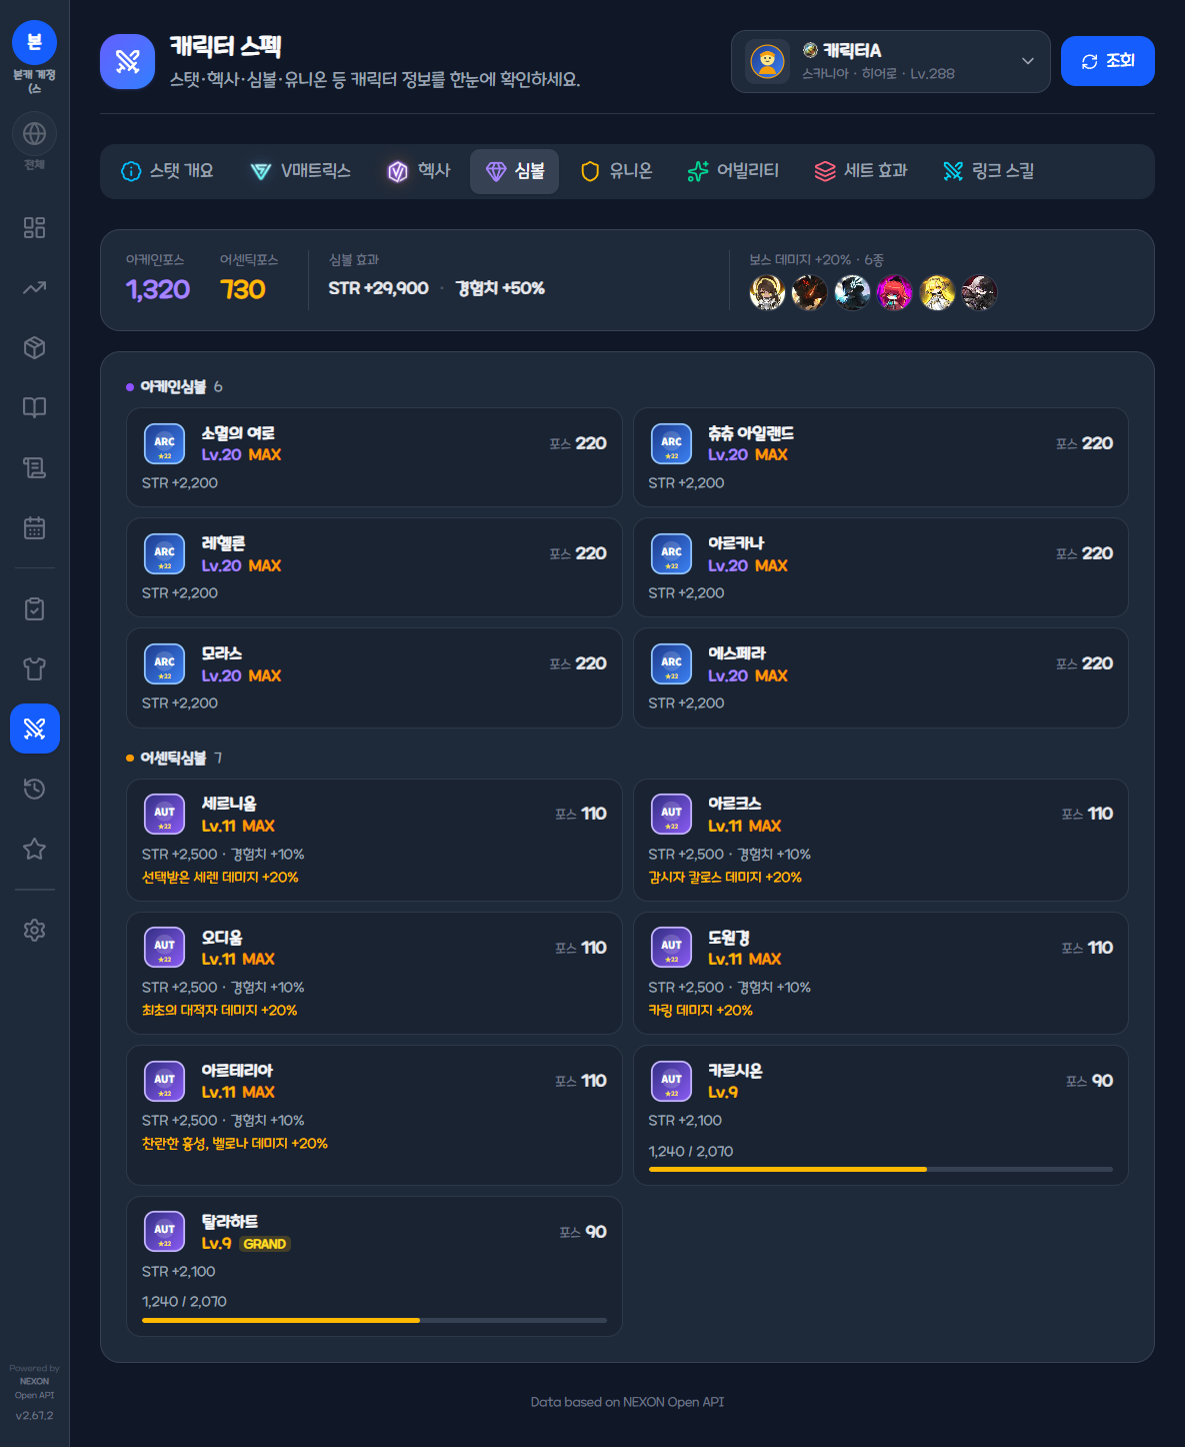 본
본캐 계정
(스
전체
Powered by
NEXON
Open API
v2.67.2
캐릭터 스펙
스탯·헥사·심볼·유니온 등 캐릭터 정보를 한눈에 확인하세요.
캐릭터A
스카니아 · 히어로 · Lv.288
조회
스탯 개요
V매트릭스
헥사
심볼
유니온
어빌리티
세트 효과
링크 스킬
아케인포스
1,320
어센틱포스
730
심볼 효과
STR +29,900 · 경험치 +50%
보스 데미지 +20% · 6종
아케인심볼 6
ARC
★22
소멸의 여로
Lv.20 MAX
포스 220
STR +2,200
ARC
★22
츄츄 아일랜드
Lv.20 MAX
포스 220
STR +2,200
ARC
★22
레헬른
Lv.20 MAX
포스 220
STR +2,200
ARC
★22
아르카나
Lv.20 MAX
포스 220
STR +2,200
ARC
★22
모라스
Lv.20 MAX
포스 220
STR +2,200
ARC
★22
에스페라
Lv.20 MAX
포스 220
STR +2,200
어센틱심볼 7
AUT
★22
세르니움
Lv.11 MAX
포스 110
STR +2,500 · 경험치 +10%
선택받은 세렌 데미지 +20%
AUT
★22
아르크스
Lv.11 MAX
포스 110
STR +2,500 · 경험치 +10%
감시자 칼로스 데미지 +20%
AUT
★22
오디움
Lv.11 MAX
포스 110
STR +2,500 · 경험치 +10%
최초의 대적자 데미지 +20%
AUT
★22
도원경
Lv.11 MAX
포스 110
STR +2,500 · 경험치 +10%
카링 데미지 +20%
AUT
★22
아르테리아
Lv.11 MAX
포스 110
STR +2,500 · 경험치 +10%
찬란한 흉성, 벨로나 데미지 +20%
AUT
★22
카르시온
Lv.9
포스 90
STR +2,100
1,240 / 2,070
AUT
★22
탈라하트
Lv.9 GRAND
포스 90
STR +2,100
1,240 / 2,070
Data based on NEXON Open API